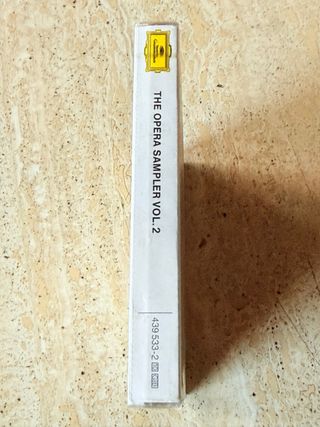 THE OPERA SAMPLER VOL. 2
439 533-2